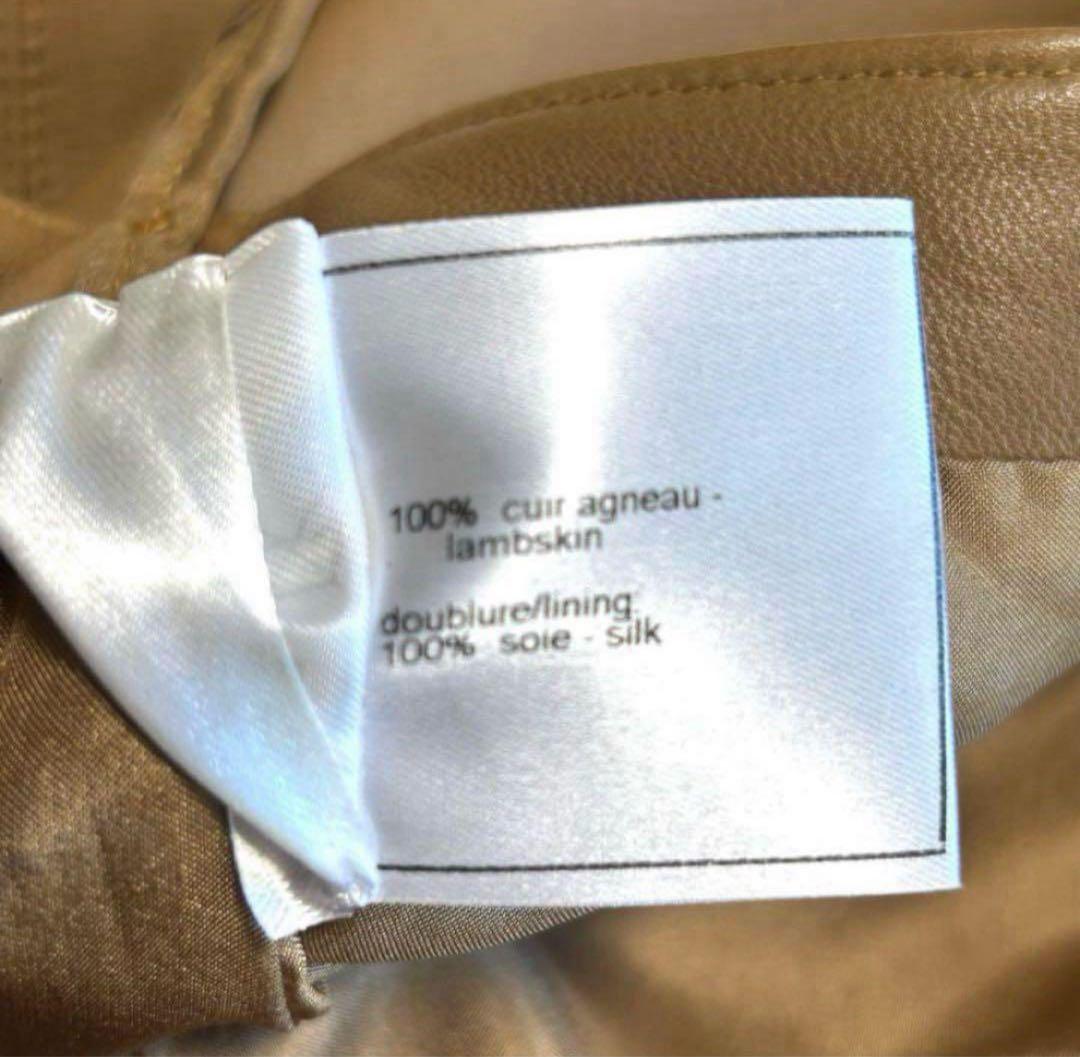 100% cuir agneau -
lambskin
doublure/lining
100% soie - silk